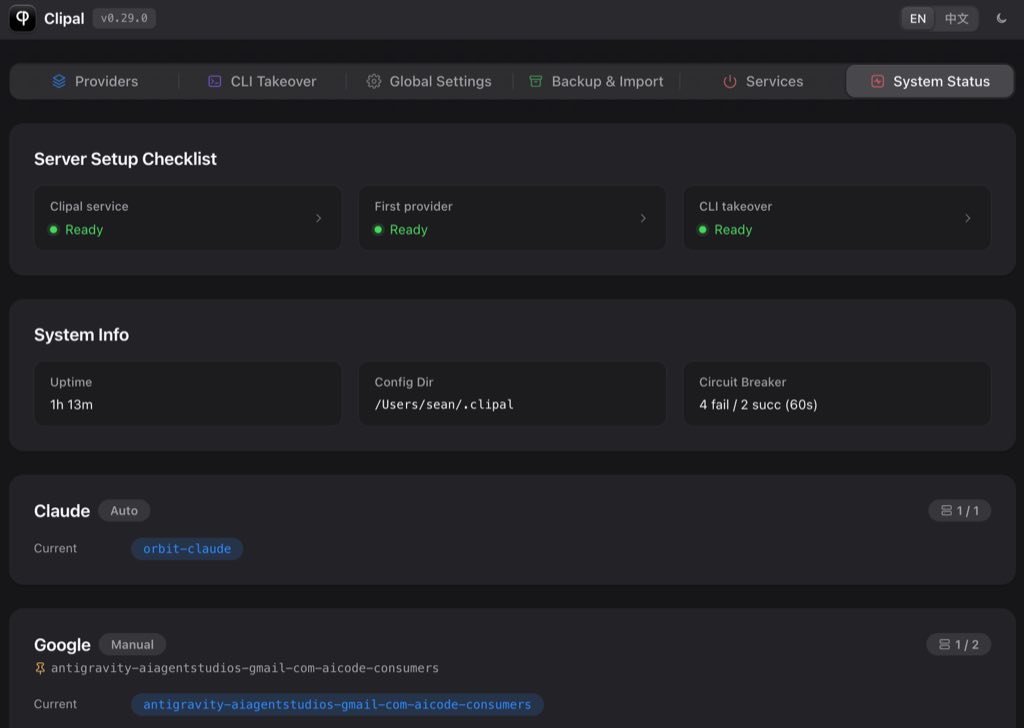 Clipal v0.29.0 EN 中文
Providers CLI Takeover Global Settings Backup & Import Services System Status
Server Setup Checklist
Clipal service First provider CLI takeover
Ready Ready Ready
System Info
Uptime Config Dir Circuit Breaker
1h 13m /Users/sean/.clipal 4 fail / 2 succ (60s)
Claude Auto 1 / 1
Current orbit-claude
Google Manual 1 / 2
antigravity-aiagentstudios-gmail-com-aicode-consumers
Current antigravity-aiagentstudios-gmail-com-aicode-consumers